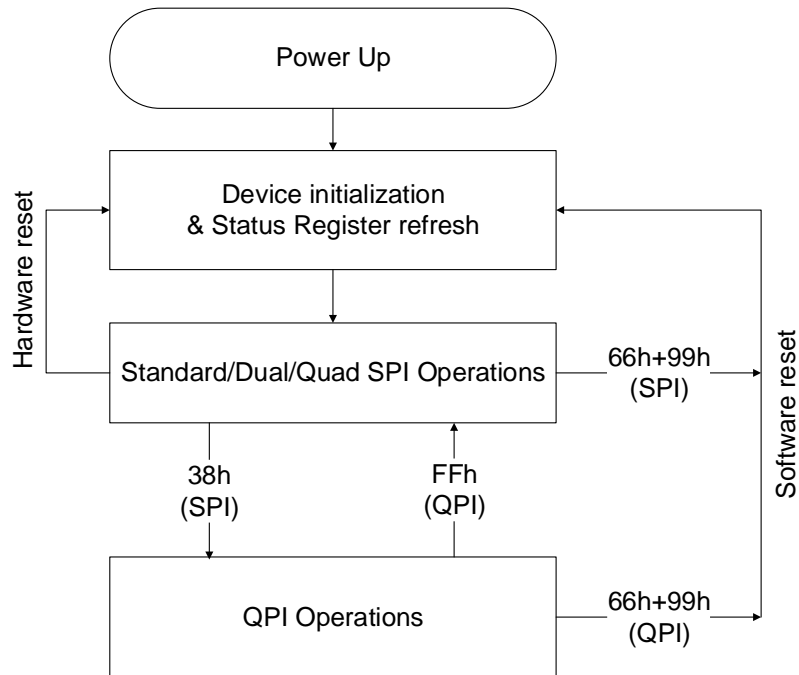 Power Up
Device initialization
& Status Register refresh
Hardware reset
Standard/Dual/Quad SPI Operations
66h+99h
(SPI)
Software reset
38h
(SPI)
FFh
(QPI)
QPI Operations
66h+99h
(QPI)